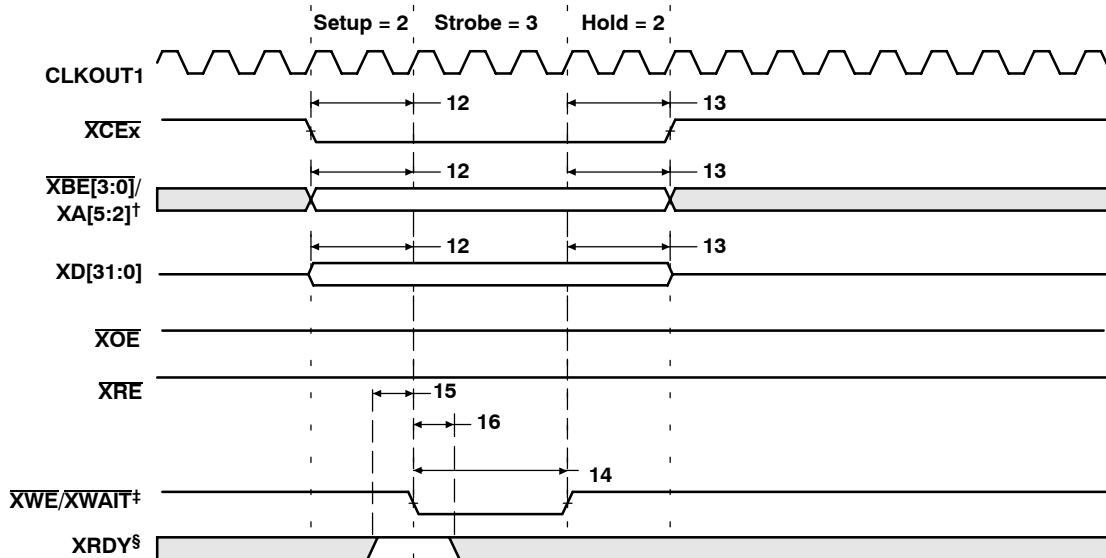 Setup = 2 Strobe = 3 Hold = 2
CLKOUT1
12 13
XCEx
12 13
XBE[3:0]/
XA[5:2]†
12 13
XD[31:0]
XOE
XRE
15
16
14
XWE/XWAIT‡
XRDY§